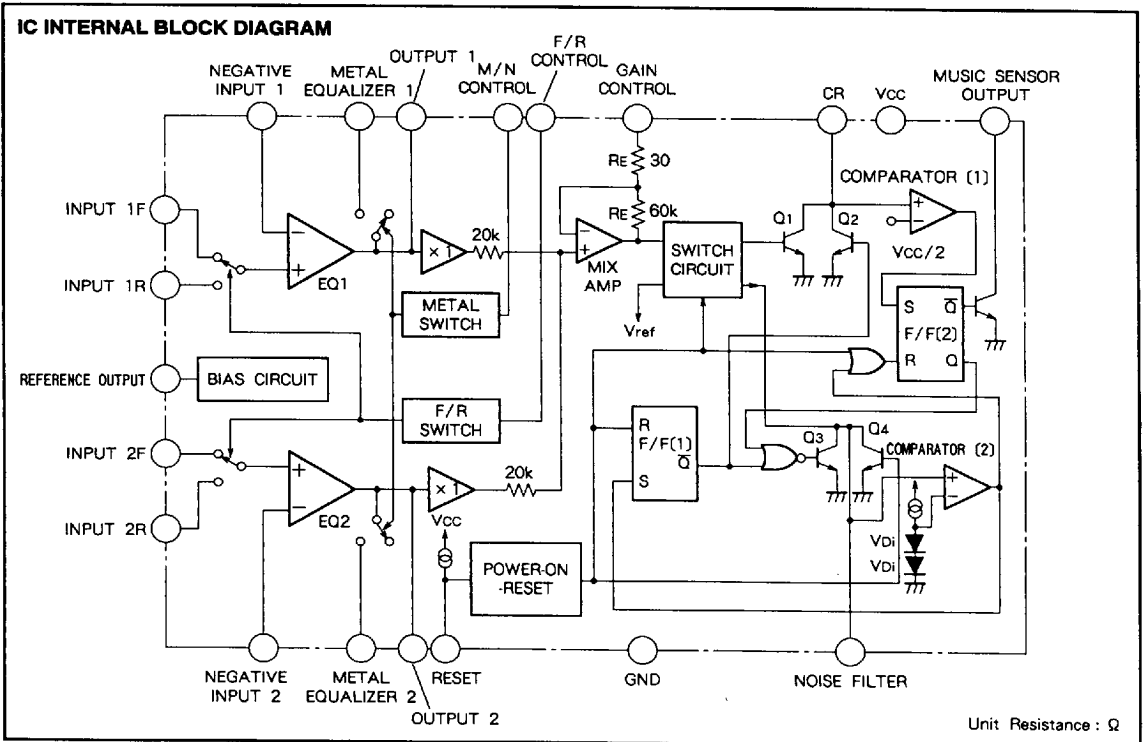 IC INTERNAL BLOCK DIAGRAM
NEGATIVE
INPUT 1
METAL
EQUALIZER 1
OUTPUT 1
M/N
CONTROL
F/R
CONTROL
GAIN
CONTROL
CR
VCC
MUSIC SENSOR
OUTPUT
INPUT 1F
INPUT 1R
REFERENCE OUTPUT
INPUT 2F
INPUT 2R
−
+
EQ1
×1
20k
RE 30
RE 60k
−
+
MIX
AMP
SWITCH
CIRCUIT
Vref
Q1
Q2
COMPARATOR (1)
+
−
VCC/2
METAL
SWITCH
BIAS CIRCUIT
F/R
SWITCH
S Q
F/F(2)
R Q
R
F/F(1)
Q
S
Q3
Q4
COMPARATOR (2)
+
−
VDi
VDi
+
−
EQ2
×1
20k
VCC
POWER-ON
-RESET
NEGATIVE
INPUT 2
METAL
EQUALIZER 2
OUTPUT 2
RESET
GND
NOISE FILTER
Unit Resistance : Ω